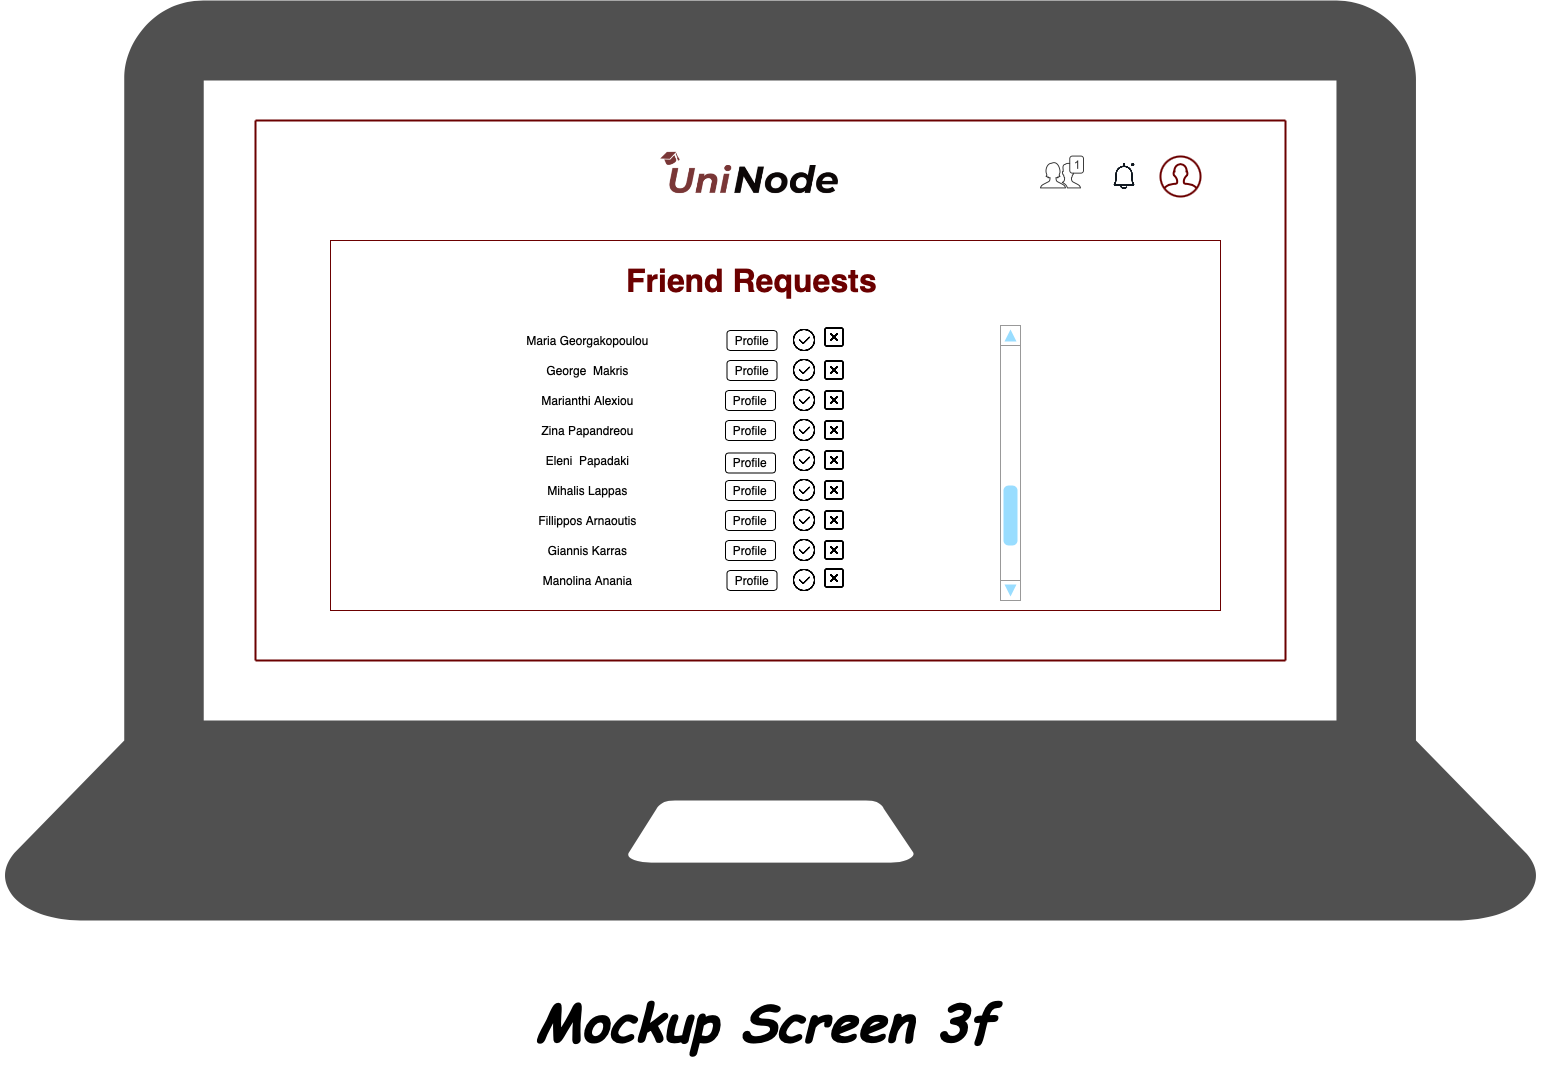 UniNode
1
Friend Requests
Maria Georgakopoulou Profile
George Makris Profile
Marianthi Alexiou Profile
Zina Papandreou Profile
Eleni Papadaki Profile
Mihalis Lappas Profile
Fillippos Arnaoutis Profile
Giannis Karras Profile
Manolina Anania Profile
Mockup Screen 3f